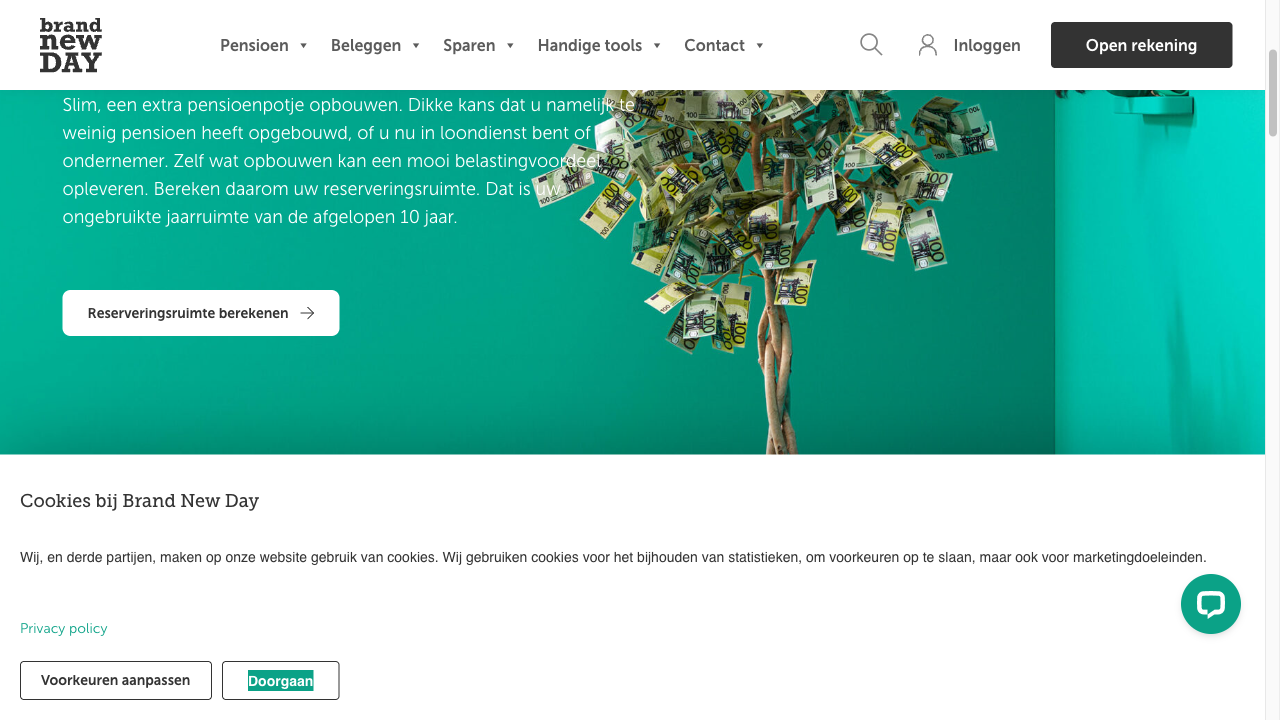 brand
new
DAY
Pensioen
Beleggen
Sparen
Handige tools
Contact
Inloggen
Open rekening
Slim, een extra pensioenpotje opbouwen. Dikke kans dat u namelijk te
weinig pensioen heeft opgebouwd, of u nu in loondienst bent of
ondernemer. Zelf wat opbouwen kan een mooi belastingvoordeel
opleveren. Bereken daarom uw reserveringsruimte. Dat is uw
ongebruikte jaarruimte van de afgelopen 10 jaar.
Reserveringsruimte berekenen
Cookies bij Brand New Day
Wij, en derde partijen, maken op onze website gebruik van cookies. Wij gebruiken cookies voor het bijhouden van statistieken, om voorkeuren op te slaan, maar ook voor marketingdoeleinden.
Privacy policy
Voorkeuren aanpassen
Doorgaan